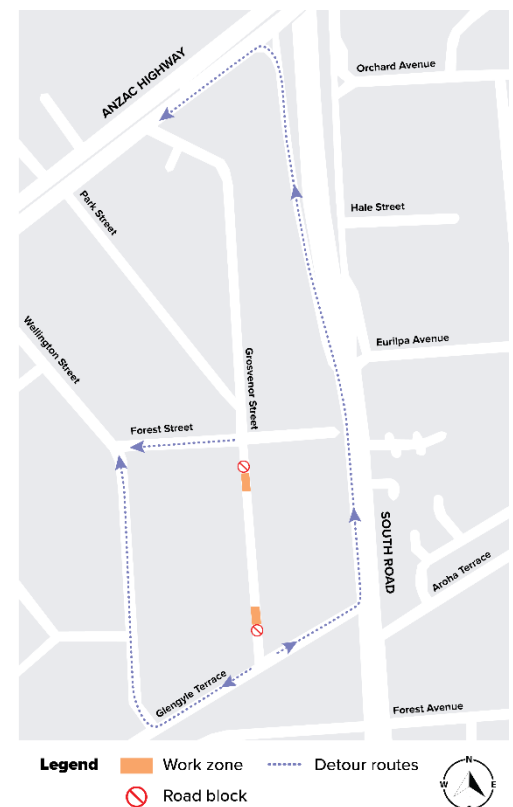 ANZAC HIGHWAY
Orchard Avenue
Park Street
Hale Street
Wellington Street
Eurilpa Avenue
Grosvenor Street
Forest Street
SOUTH ROAD
Aroha Terrace
Glengyle Terrace
Forest Avenue
Legend
Work zone
Detour routes
Road block
N
W
E